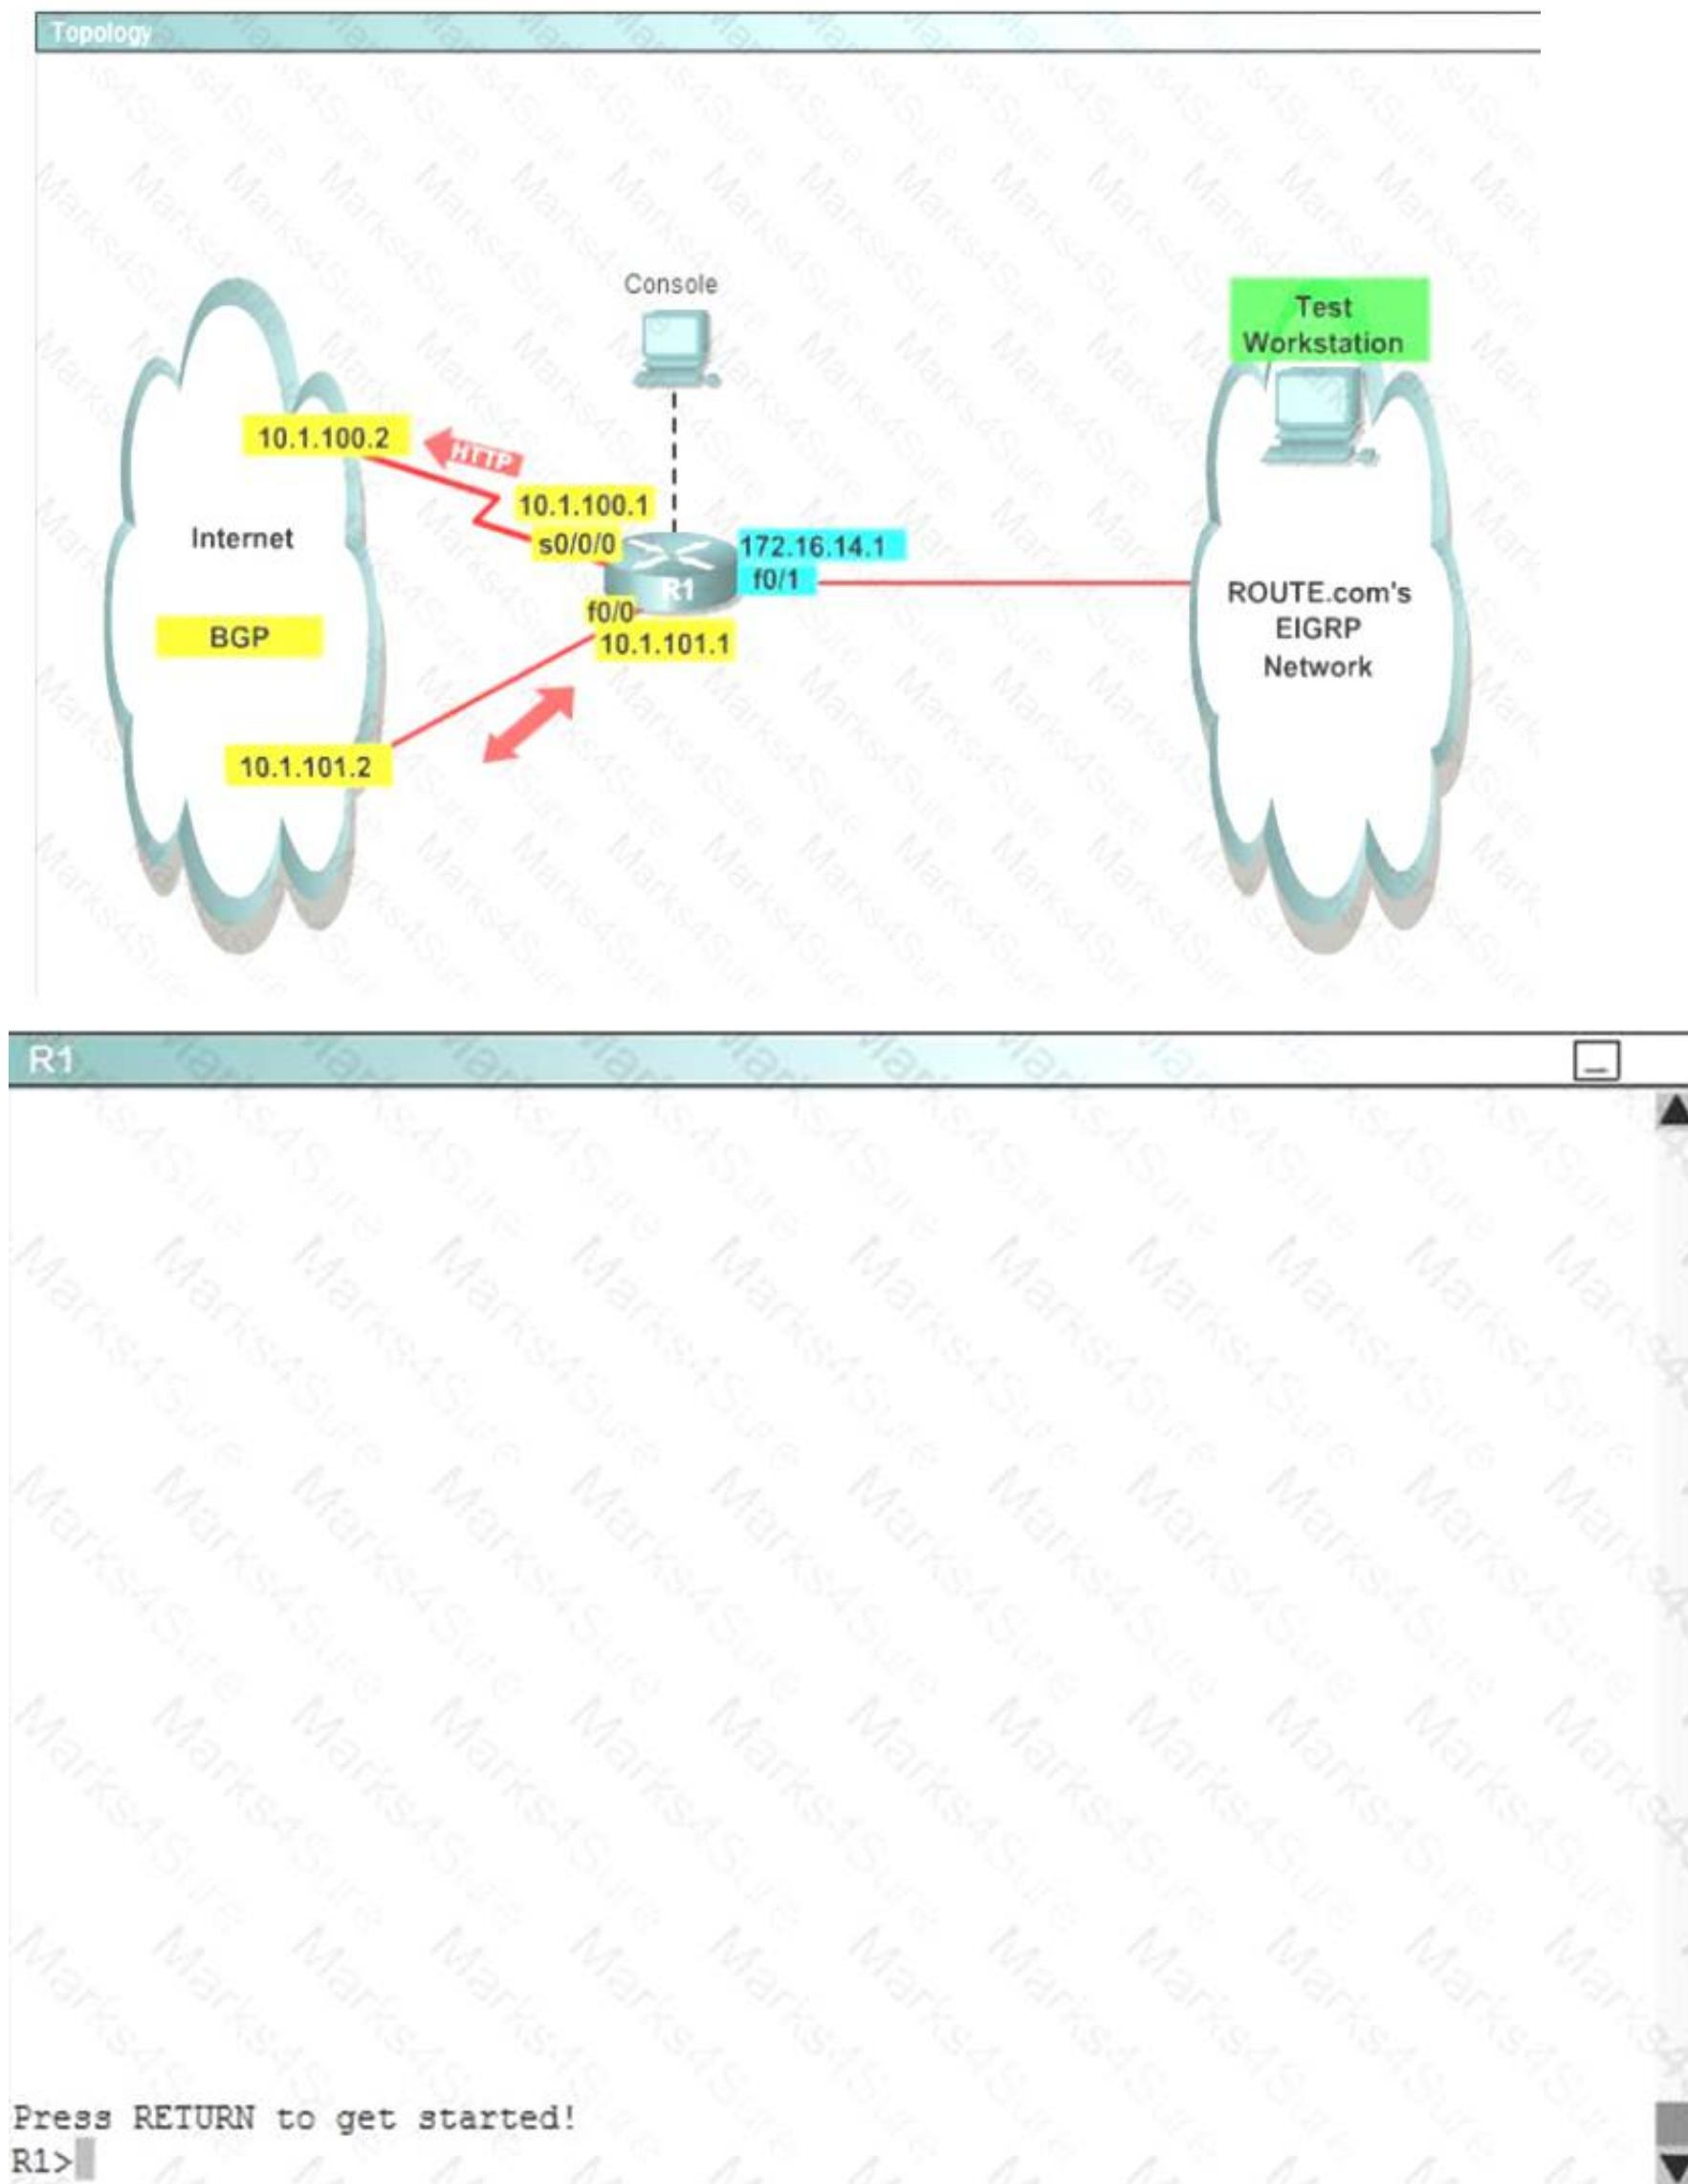 Topology
Console
Test
Workstation
10.1.100.2
HTTP
10.1.100.1
s0/0/0
172.16.14.1
f0/1
R1
f0/0
10.1.101.1
Internet
BGP
10.1.101.2
ROUTE.com's
EIGRP
Network
R1
Press RETURN to get started!
R1>
Marks4Sure